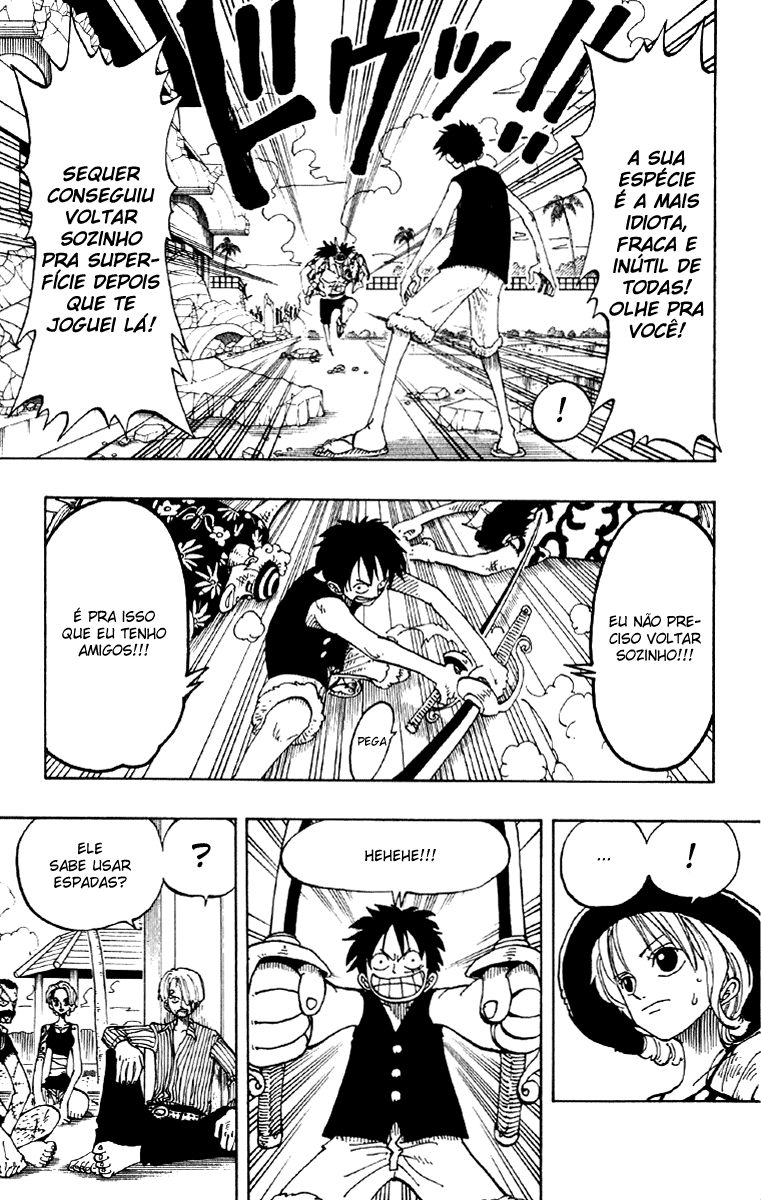 ドウッ!!
A SUA
ESPÉCIE
É A MAIS
IDIOTA,
FRACA E
INÚTIL DE
TODAS!
OLHE PRA
VOCÊ!
SEQUER
CONSEGUIU
VOLTAR
SOZINHO
PRA SUPER-
FÍCIE DEPOIS
QUE TE
JOGUEI LÁ!
!
EU NÃO PRE-
CISO VOLTAR
SOZINHO!!!
É PRA ISSO
QUE EU TENHO
AMIGOS!!!
PEGA
!
...
HEHEHE!!!
?
ELE
SABE USAR
ESPADAS?